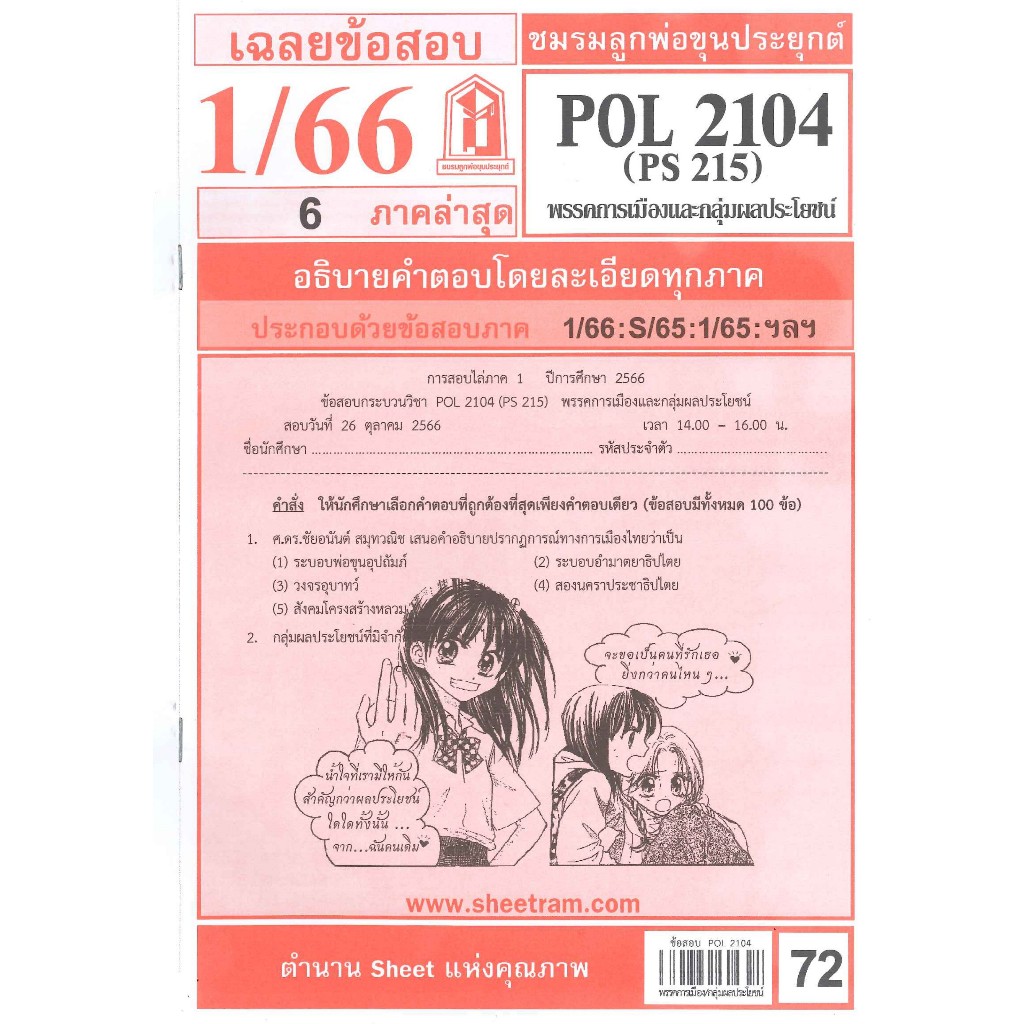 เฉลยข้อสอบ
ชมรมลูกพ่อขุนประยุกต์
1/66
ชมรมลูกพ่อขุนประยุกต์
POL 2104
(PS 215)
6 ภาคล่าสุด
พรรคการเมืองและกลุ่มผลประโยชน์
อธิบายคำตอบโดยละเอียดทุกภาค
ประกอบด้วยข้อสอบภาค 1/66:S/65:1/65:ฯลฯ
การสอบไล่ภาค 1 ปีการศึกษา 2566
ข้อสอบกระบวนวิชา POL 2104 (PS 215) พรรคการเมืองและกลุ่มผลประโยชน์
สอบวันที่ 26 ตุลาคม 2566 เวลา 14.00 – 16.00 น.
ชื่อนักศึกษา ........................................................ รหัสประจำตัว ........................................
คำสั่ง ให้นักศึกษาเลือกคำตอบที่ถูกต้องที่สุดเพียงคำตอบเดียว (ข้อสอบมีทั้งหมด 100 ข้อ)
1. ศ.ดร.ชัยอนันต์ สมุทวณิช เสนอคำอธิบายปรากฏการณ์ทางการเมืองไทยว่าเป็น
(1) ระบอบพ่อขุนอุปถัมภ์ (2) ระบอบอำมาตยาธิปไตย
(3) วงจรอุบาทว์ (4) สองนคราประชาธิปไตย
(5) สังคมโครงสร้างหลวม
2. กลุ่มผลประโยชน์ที่มีจำกั
จะขอเป็นคนที่รักเธอ
ยิ่งกว่าคนไหน ๆ...
น้ำใจที่เรามีให้กัน
สำคัญกว่าผลประโยชน์
ใดใดทั้งนั้น ...
จาก...ฉันคนเดิม
www.sheetram.com
ตำนาน Sheet แห่งคุณภาพ
ข้อสอบ POL 2104
พรรคการเมือง/กลุ่มผลประโยชน์
72